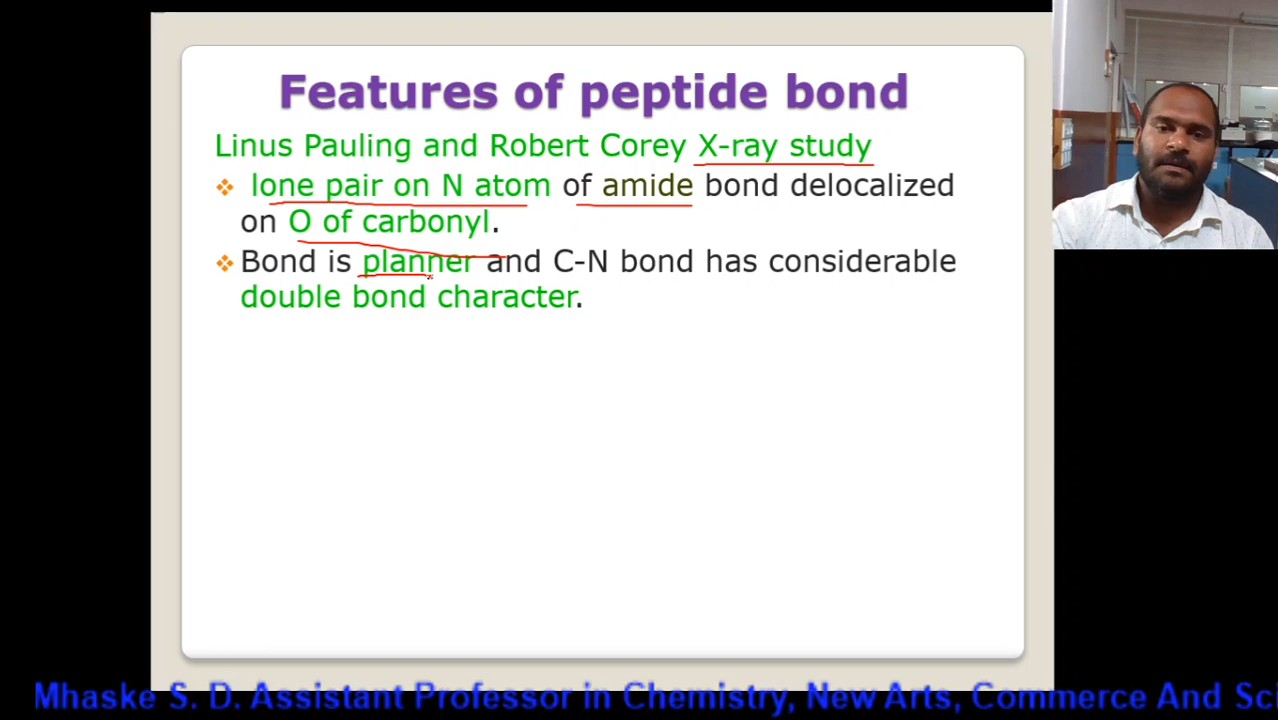 Features of peptide bond
Linus Pauling and Robert Corey X-ray study
lone pair on N atom of amide bond delocalized
on O of carbonyl.
Bond is planner and C-N bond has considerable
double bond character.
Mhaske S. D. Assistant Professor in Chemistry, New Arts, Commerce And Sci